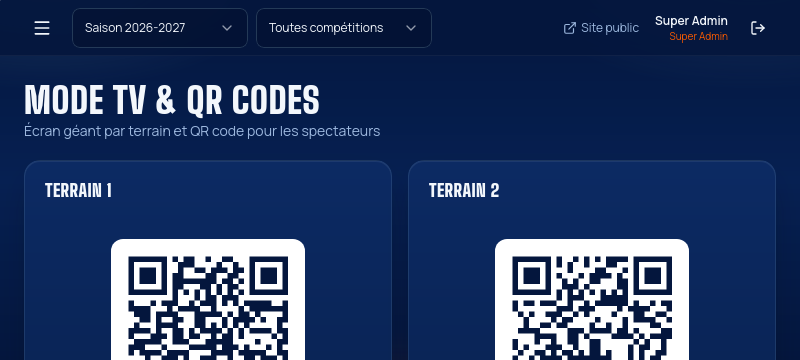 Saison 2026-2027
Toutes compétitions
Site public
Super Admin
Super Admin
MODE TV & QR CODES
Écran géant par terrain et QR code pour les spectateurs
TERRAIN 1
TERRAIN 2